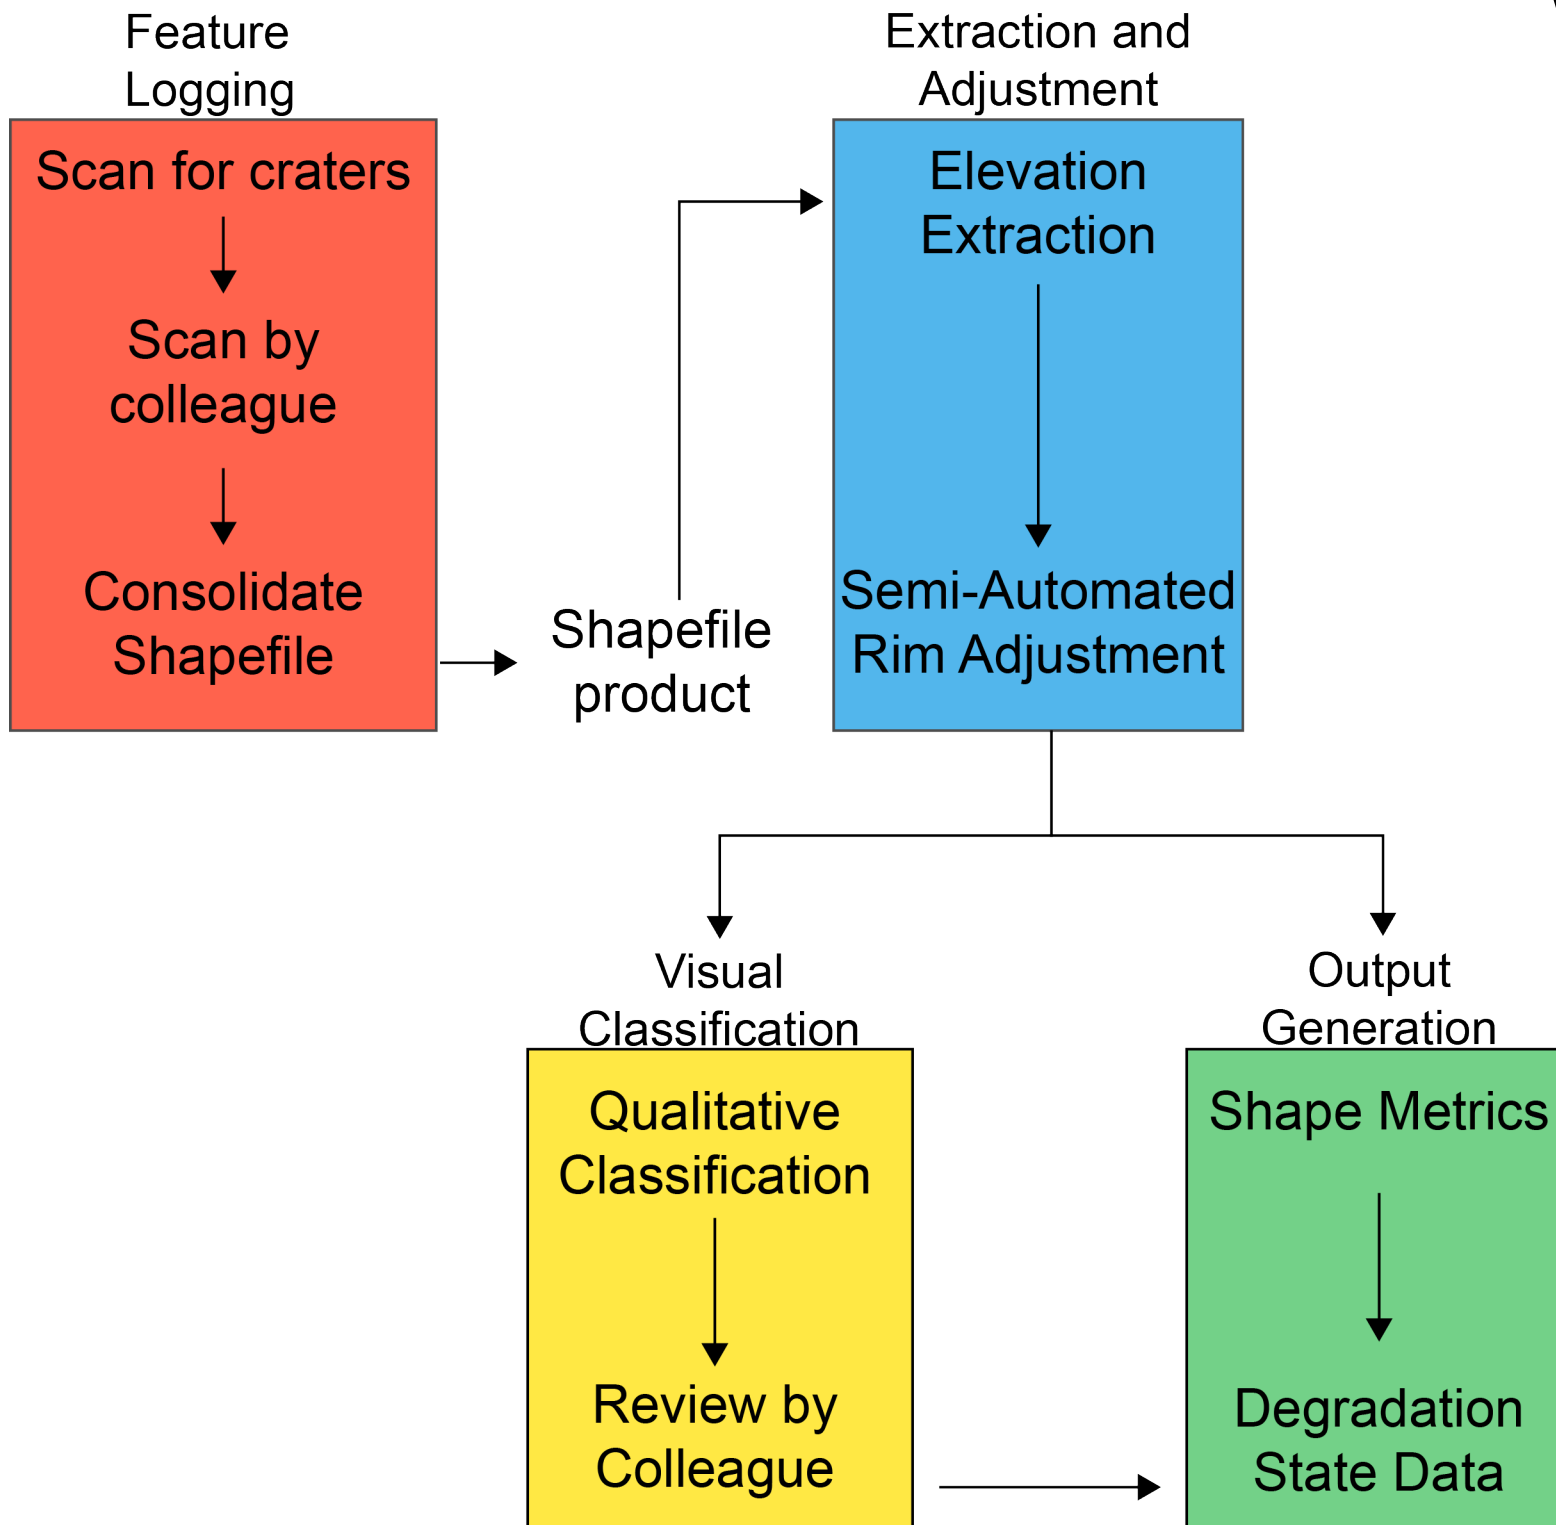 Feature
Logging
Scan for craters
Scan by
colleague
Consolidate
Shapefile
Shapefile
product
Extraction and
Adjustment
Elevation
Extraction
Semi-Automated
Rim Adjustment
Visual
Classification
Qualitative
Classification
Review by
Colleague
Output
Generation
Shape Metrics
Degradation
State Data